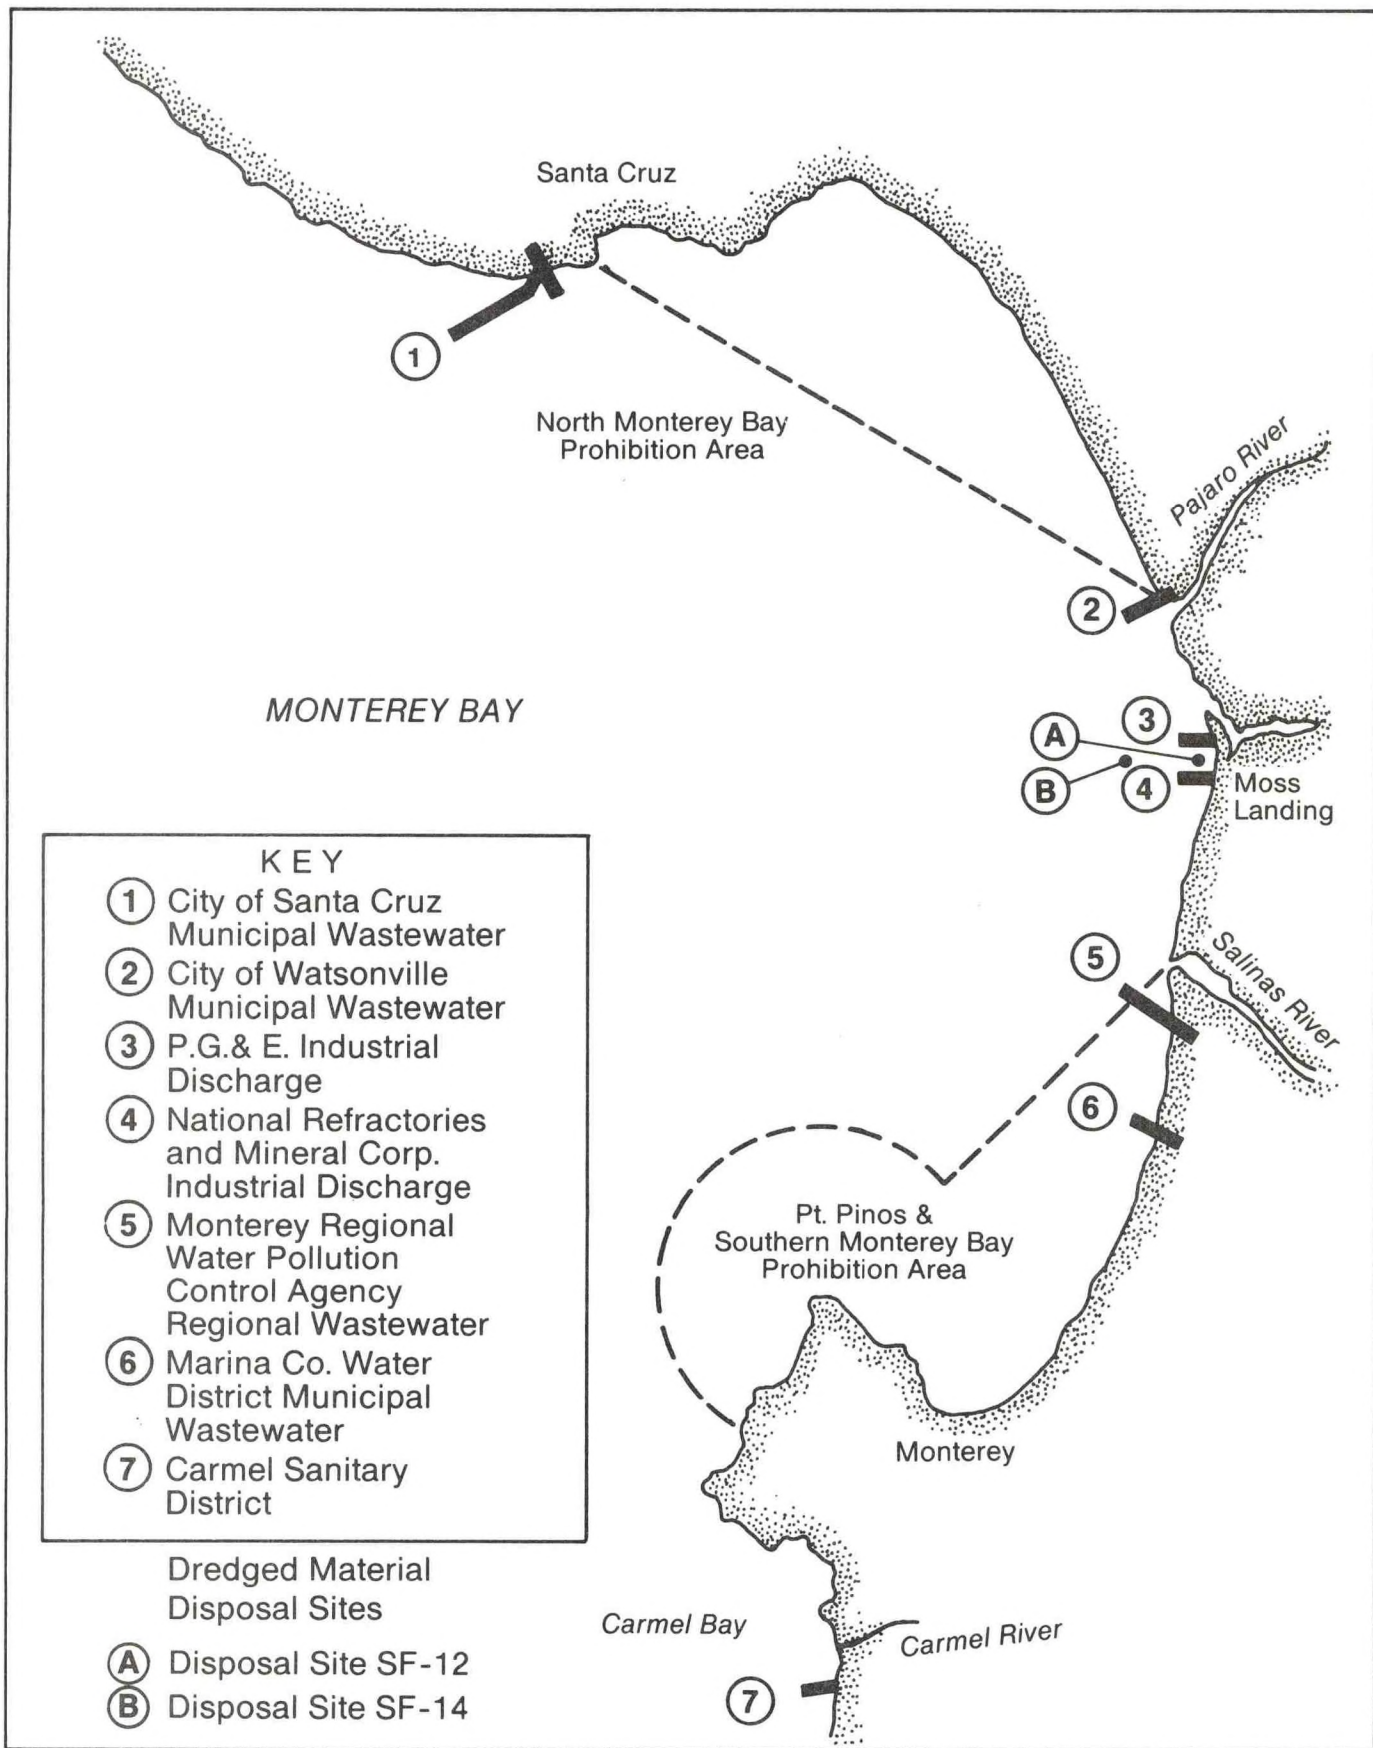 Santa Cruz
1
North Monterey Bay
Prohibition Area
Pajaro River
2
MONTEREY BAY
3
A
B
4
Moss
Landing
5
Salinas River
6
Pt. Pinos &
Southern Monterey Bay
Prohibition Area
Monterey
Carmel Bay
Carmel River
7
KEY
1 City of Santa Cruz
Municipal Wastewater
2 City of Watsonville
Municipal Wastewater
3 P.G.& E. Industrial
Discharge
4 National Refractories
and Mineral Corp.
Industrial Discharge
5 Monterey Regional
Water Pollution
Control Agency
Regional Wastewater
6 Marina Co. Water
District Municipal
Wastewater
7 Carmel Sanitary
District
Dredged Material
Disposal Sites
A Disposal Site SF-12
B Disposal Site SF-14